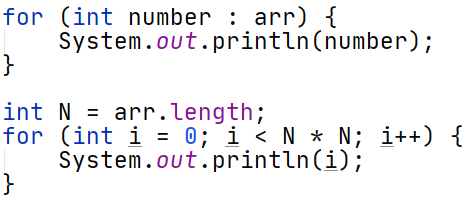 for (int number : arr) {
    System.out.println(number);
}

int N = arr.length;
for (int i = 0; i < N * N; i++) {
    System.out.println(i);
}